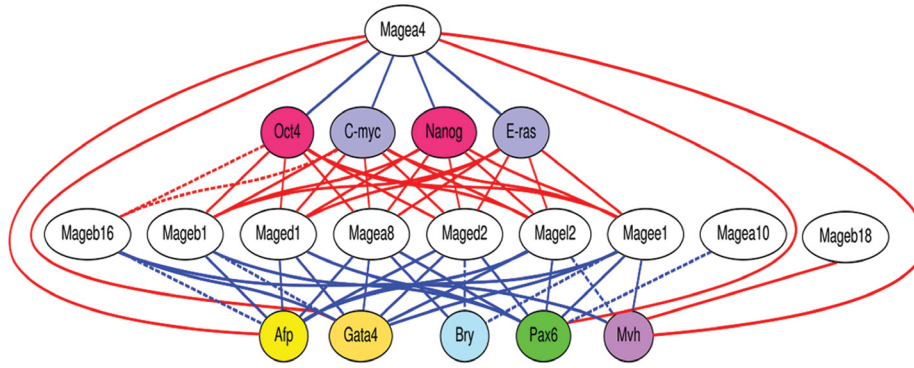 Magea4
Oct4 C-myc Nanog E-ras
Mageb16 Mageb1 Maged1 Magea8 Maged2 Magel2 Magee1 Magea10 Mageb18
Afp Gata4 Bry Pax6 Mvh